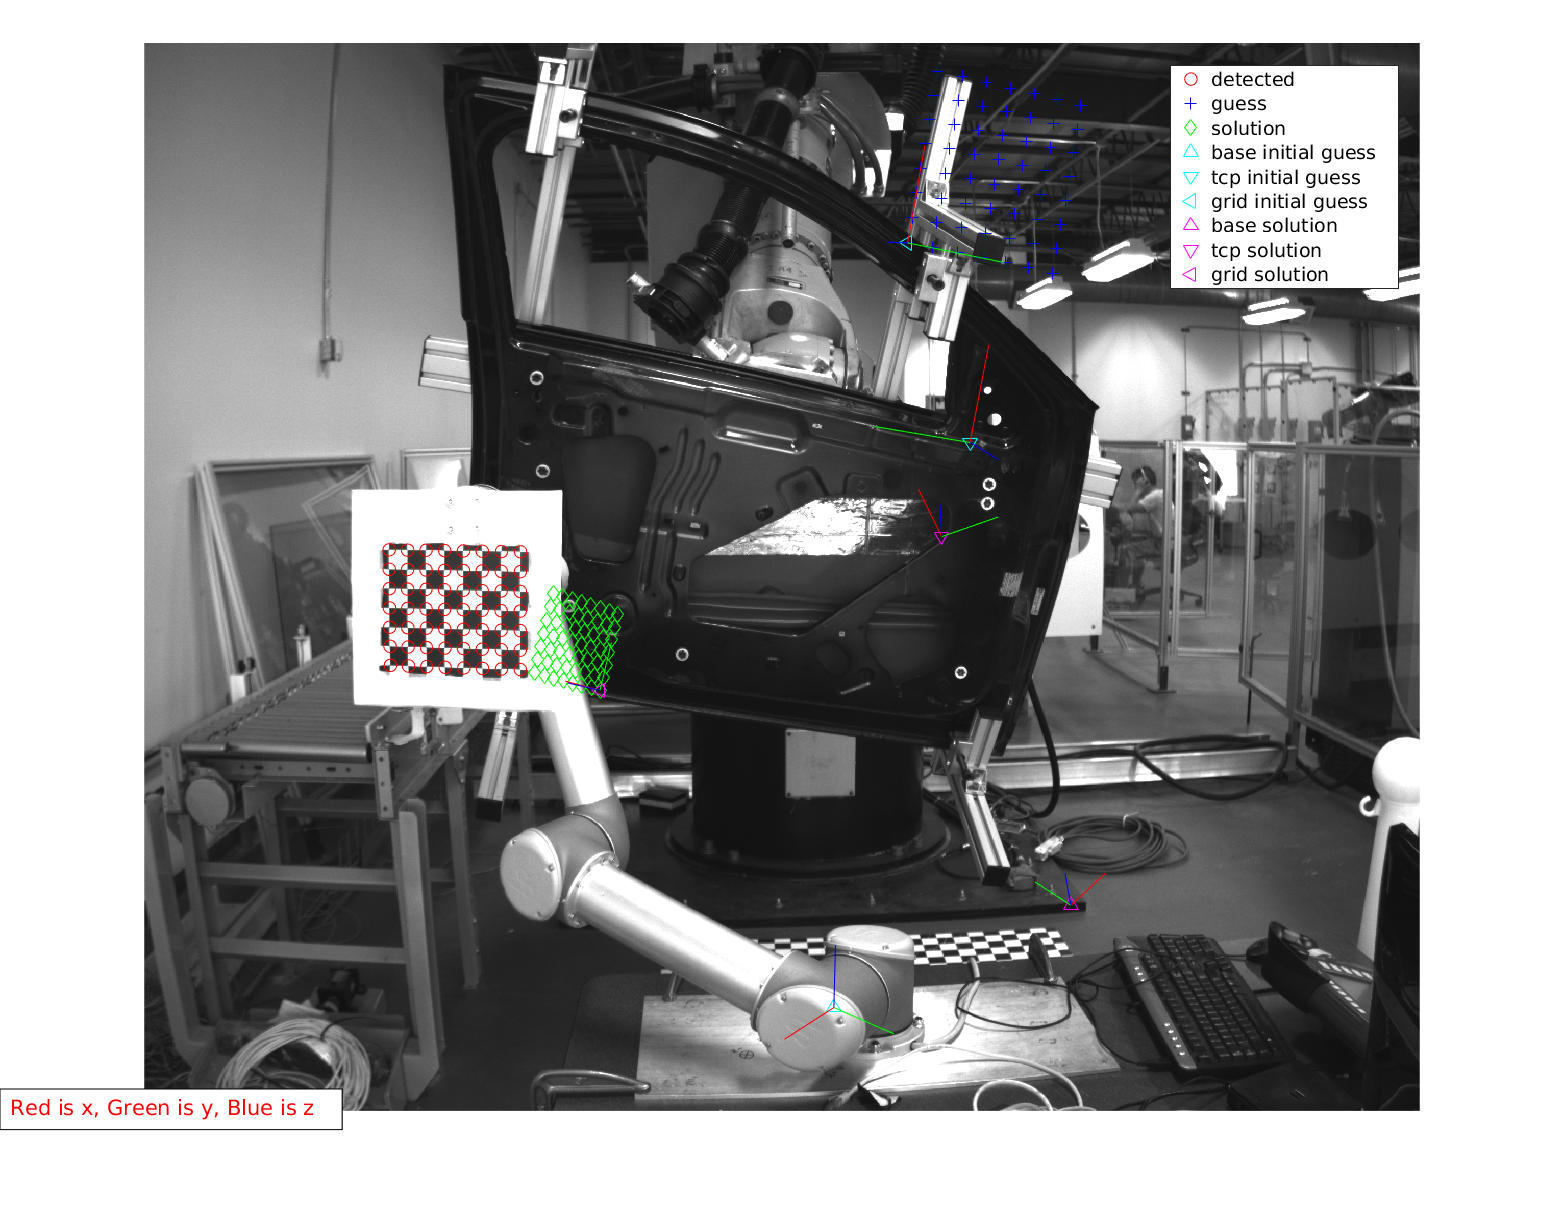 detected
guess
solution
base initial guess
tcp initial guess
grid initial guess
base solution
tcp solution
grid solution
Red is x, Green is y, Blue is z